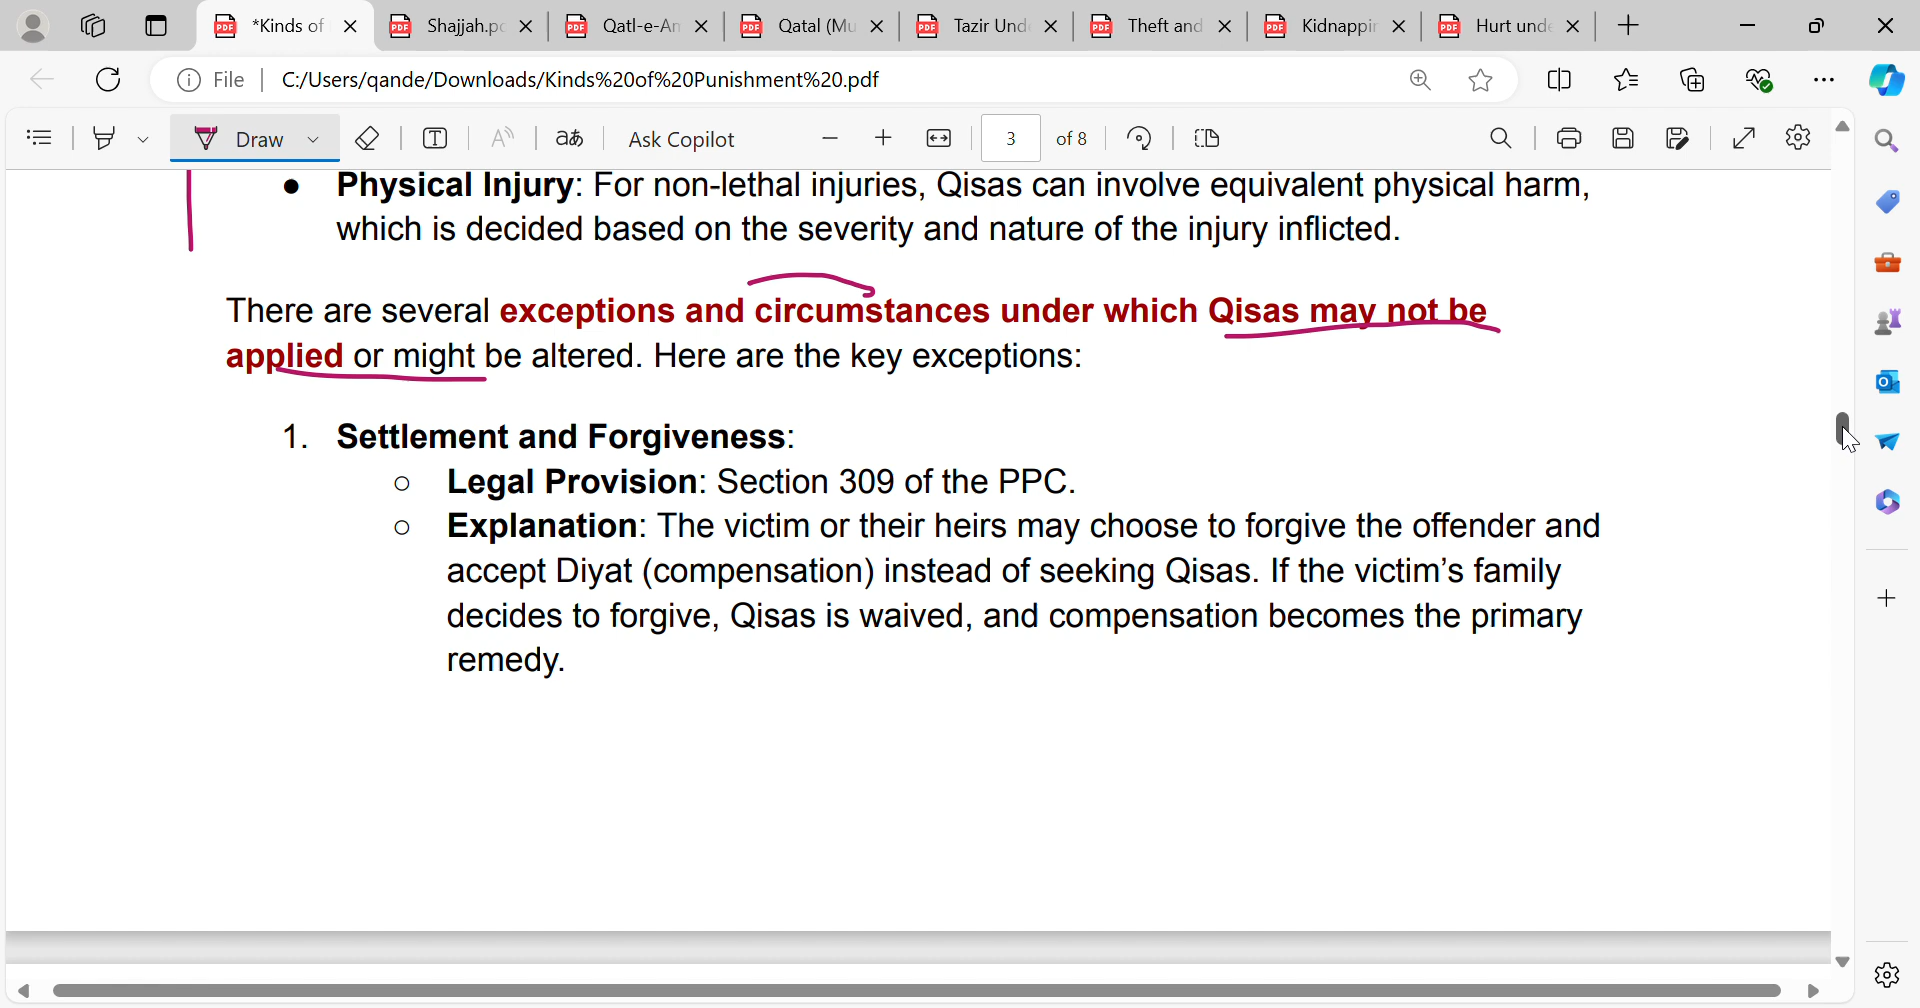 *Kinds of
Shajjah.pc
Qatl-e-An
Qatal (Mu
Tazir Und
Theft and
Kidnappin
Hurt unde
File
C:/Users/qande/Downloads/Kinds%20of%20Punishment%20.pdf
Draw
Ask Copilot
3 of 8
● Physical Injury: For non-lethal injuries, Qisas can involve equivalent physical harm,
which is decided based on the severity and nature of the injury inflicted.
There are several exceptions and circumstances under which Qisas may not be
applied or might be altered. Here are the key exceptions:
1. Settlement and Forgiveness:
○ Legal Provision: Section 309 of the PPC.
○ Explanation: The victim or their heirs may choose to forgive the offender and
accept Diyat (compensation) instead of seeking Qisas. If the victim’s family
decides to forgive, Qisas is waived, and compensation becomes the primary
remedy.